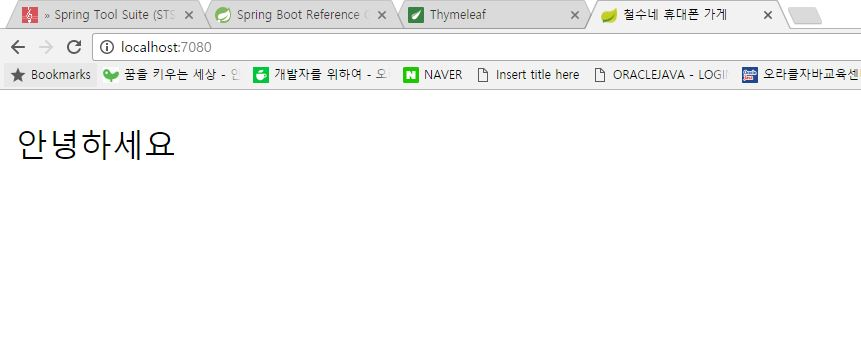 » Spring Tool Suite (STS Spring Boot Reference Thymeleaf 철수네 휴대폰 가게
localhost:7080
Bookmarks 꿈을 키우는 세상 - 개발자를 위하여 - 오 NAVER Insert title here ORACLEJAVA - LOGI 오라클자바교육센
안녕하세요